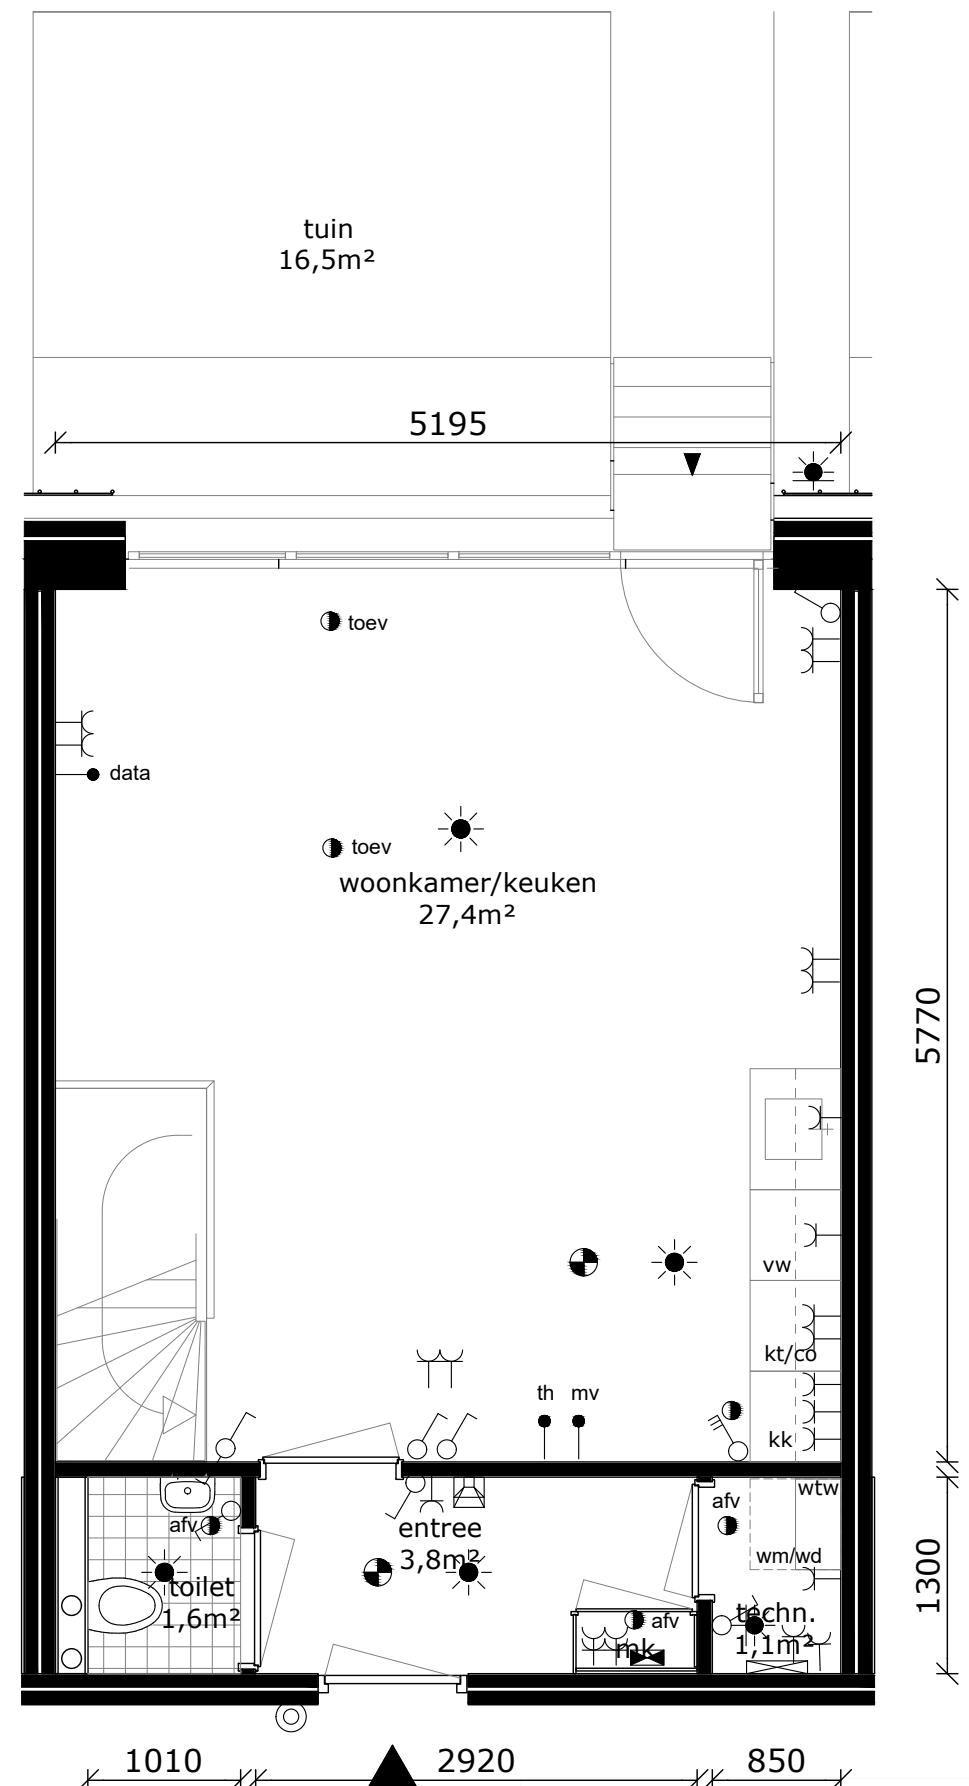 tuin
16,5m²
5195
toev
data
toev
woonkamer/keuken
27,4m²
5770
vw
kt/co
th mv
kk
wtw
afv
afv
entree
3,8m²
wm/wd
1300
toilet
1,6m²
afv
mk
techn.
1,1m²
1010
2920
850